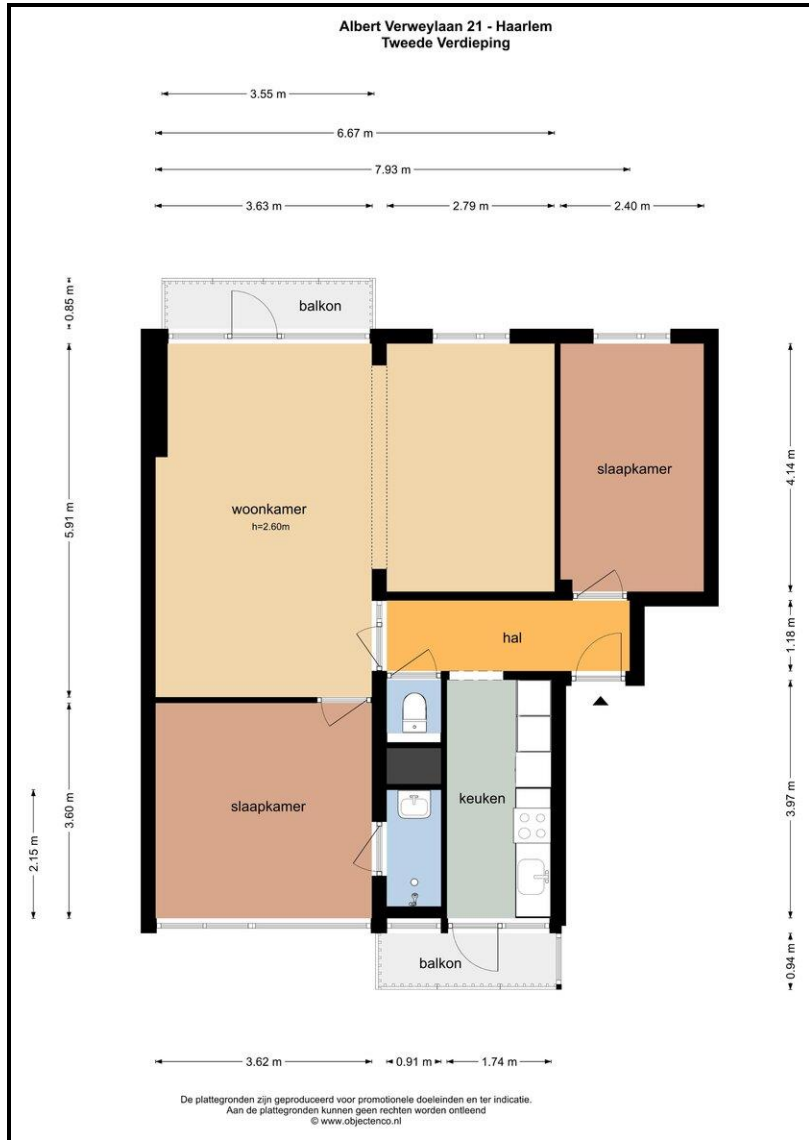 Albert Verweylaan 21 - Haarlem
Tweede Verdieping
3.55 m
6.67 m
7.93 m
3.63 m
2.79 m
2.40 m
0.85 m
balkon
4.14 m
slaapkamer
woonkamer
h=2.60m
5.91 m
hal
1.18 m
keuken
slaapkamer
3.60 m
2.15 m
3.97 m
balkon
0.94 m
3.62 m
0.91 m
1.74 m
De plattegronden zijn geproduceerd voor promotionele doeleinden en ter indicatie.
Aan de plattegronden kunnen geen rechten worden ontleend
© www.objectenco.nl